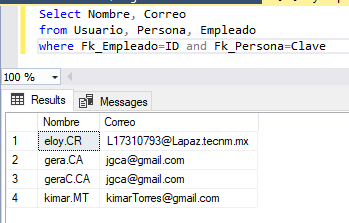 Select Nombre, Correo
from Usuario, Persona, Empleado
where Fk_Empleado=ID and Fk_Persona=Clave
100 %
Results Messages
Nombre Correo
1 eloy.CR L17310793@Lapaz.tecnm.mx
2 gera.CA jgca@gmail.com
3 geraC.CA jgca@gmail.com
4 kimar.MT kimarTorres@gmail.com